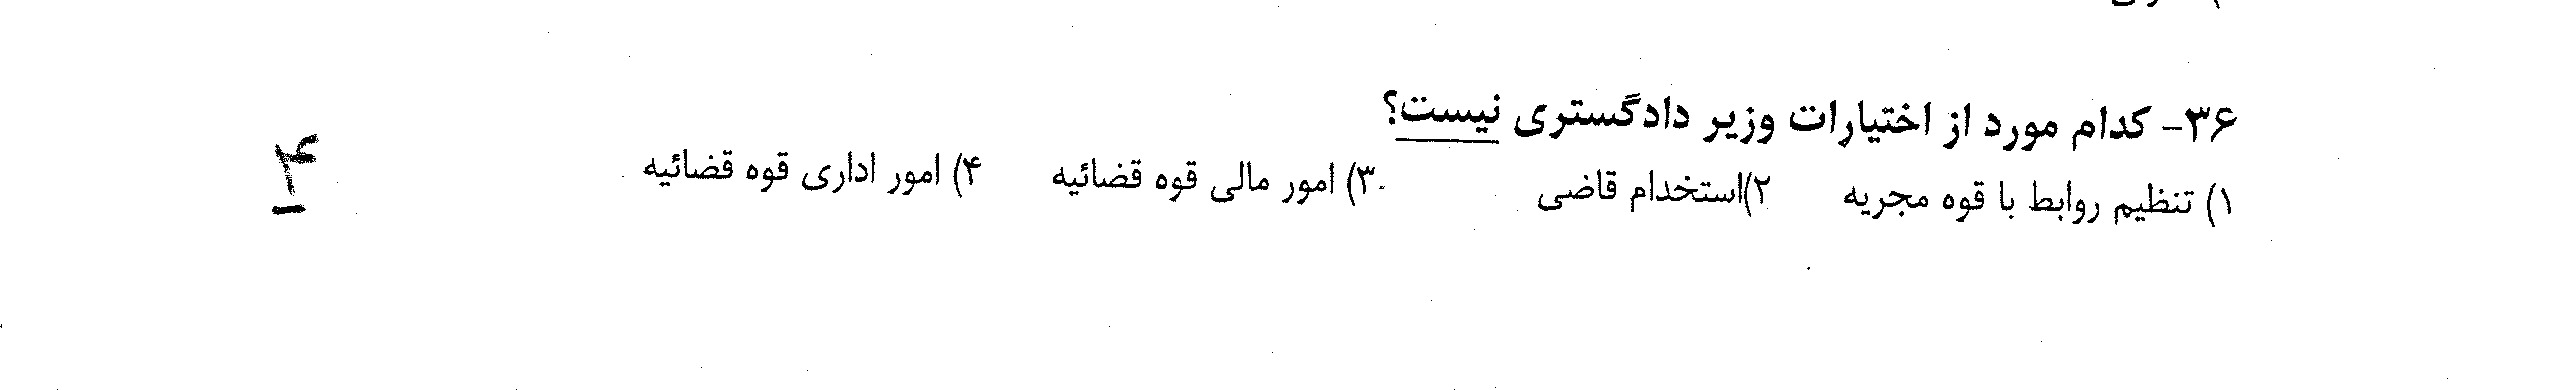 ۳۶- کدام مورد از اختیارات وزیر دادگستری نیست؟
۱) تنظیم روابط با قوه مجریه ۲)استخدام قاضی ۳) امور مالی قوه قضائیه ۴) امور اداری قوه قضائیه